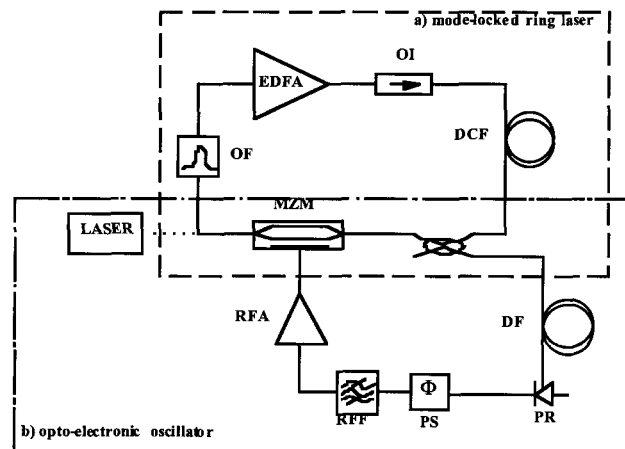 a) mode-locked ring laser
OI
EDFA
DCF
OF
MZM
LASER
RFA
DF
Φ
RFF
PS
PR
b) opto-electronic oscillator